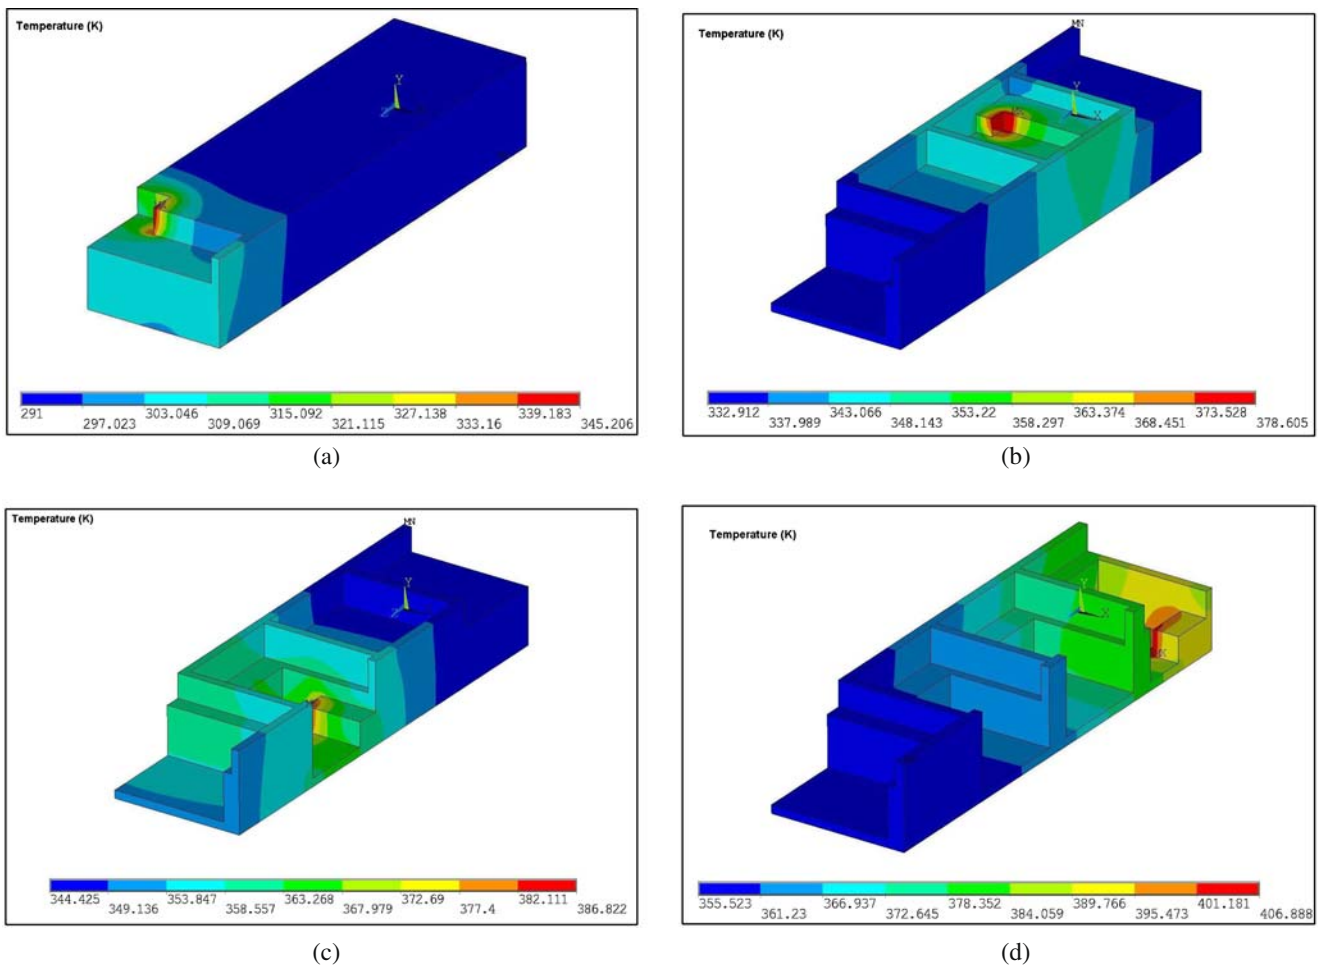 Temperature (K)
Y
Z
291 303.046 315.092 327.138 339.183
297.023 309.069 321.115 333.16 345.206
(a)
Temperature (K)
MN
Y
X
332.912 343.066 353.22 363.374 373.528
337.989 348.143 358.297 368.451 378.605
(b)
Temperature (K)
MN
Y
Z
344.425 353.847 363.268 372.69 382.111
349.136 358.557 367.979 377.4 386.822
(c)
Temperature (K)
Y
X
MX
355.523 366.937 378.352 389.766 401.181
361.23 372.645 384.059 395.473 406.888
(d)